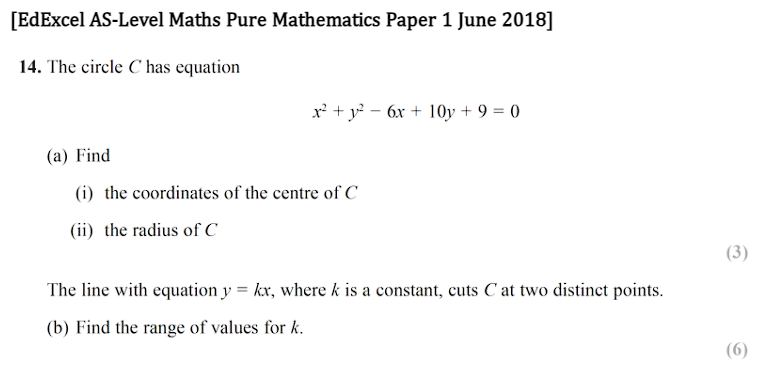 [EdExcel AS-Level Maths Pure Mathematics Paper 1 June 2018]
14. The circle C has equation
x² + y² − 6x + 10y + 9 = 0
(a) Find
(i) the coordinates of the centre of C
(ii) the radius of C
(3)
The line with equation y = kx, where k is a constant, cuts C at two distinct points.
(b) Find the range of values for k.
(6)